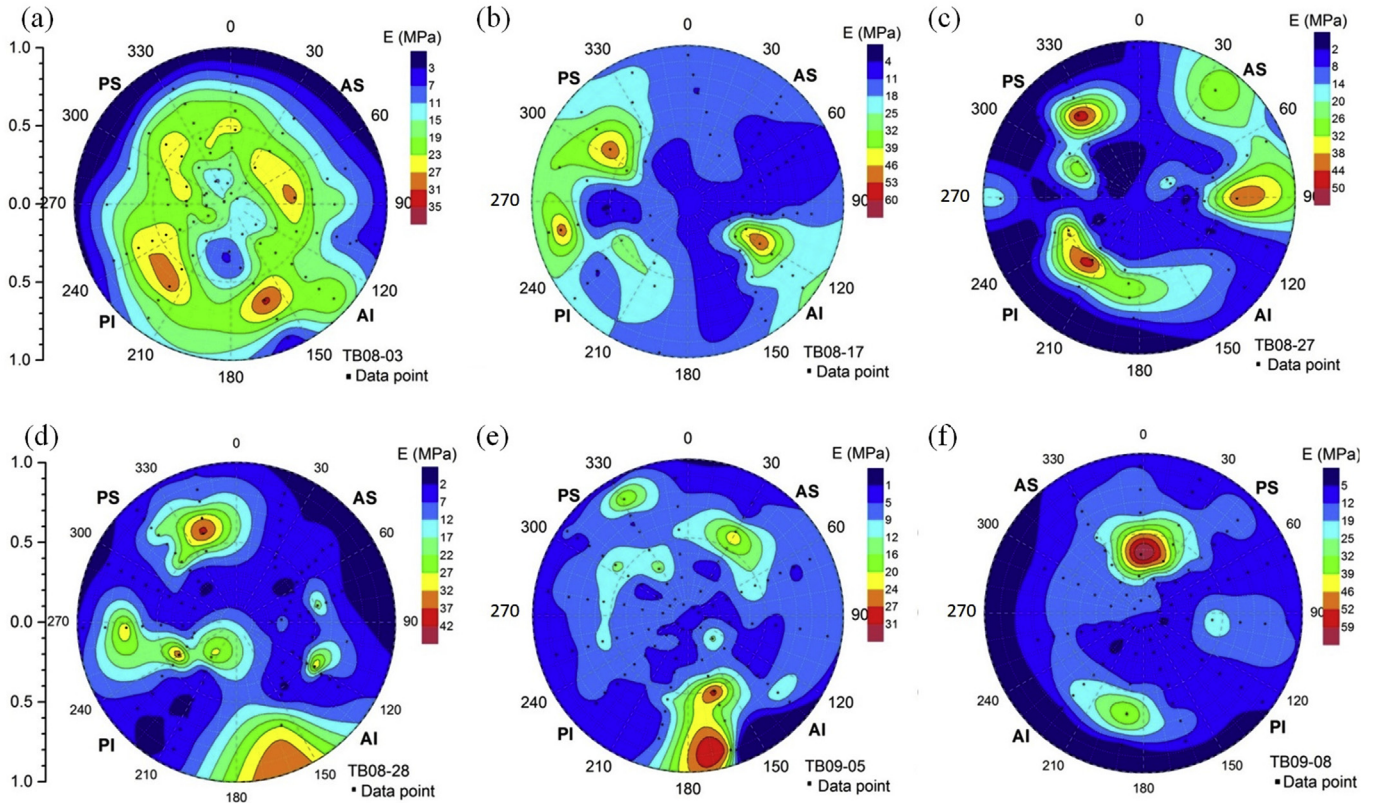 (a)
0
E (MPa)
1.0
330
30
3
PS
AS
7
11
300
60
15
0.5
19
23
27
31
0.0
270
90
35
0.5
240
120
PI
AI
210
150
TB08-03
1.0
180
▪ Data point
(b)
0
E (MPa)
330
30
4
PS
AS
11
18
300
60
25
32
39
46
53
270
90
60
240
120
PI
AI
210
150
TB08-17
180
▪ Data point
(c)
0
E (MPa)
330
30
2
PS
AS
8
14
300
60
20
26
32
38
44
270
90
50
240
120
PI
AI
210
150
TB08-27
180
▪ Data point
(d)
0
E (MPa)
1.0
330
30
2
PS
AS
7
12
300
60
17
0.5
22
27
32
37
0.0
270
90
42
0.5
240
120
PI
AI
210
150
TB08-28
1.0
180
▪ Data point
(e)
0
E (MPa)
330
30
1
PS
AS
5
9
300
60
12
16
20
24
27
270
90
31
240
120
PI
AI
210
150
TB09-05
180
▪ Data point
(f)
0
E (MPa)
330
30
5
AS
PS
12
19
300
60
25
32
39
46
52
270
90
59
240
120
AI
PI
210
150
TB09-08
180
▪ Data point